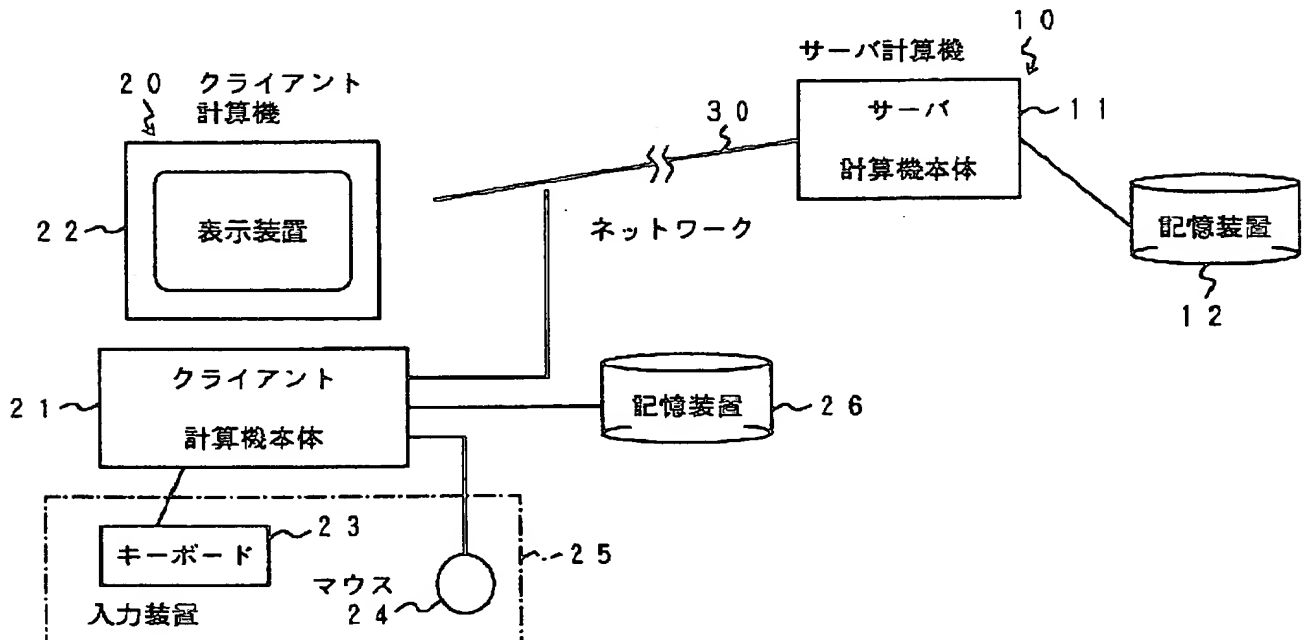 １０
サーバ計算機
２０ クライアント
計算機
３０
サーバ
計算機本体
１１
２２
表示装置
ネットワーク
記憶装置
１２
クライアント
計算機本体
２１
記憶装置
２６
２３
キーボード
２５
マウス
２４
入力装置